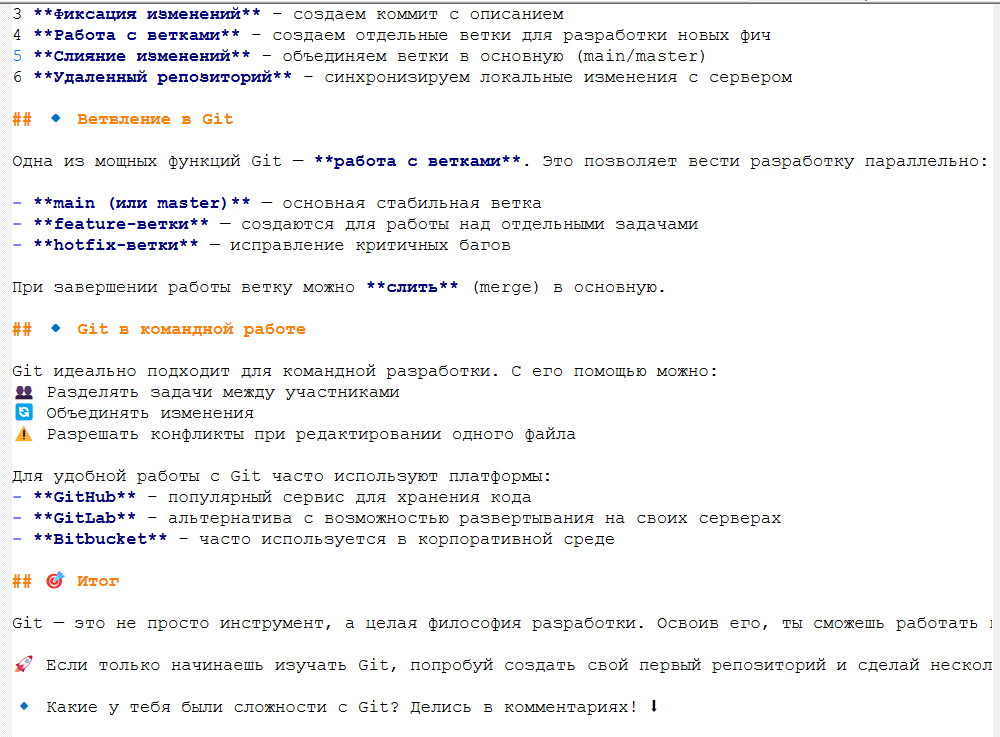 3 **Фиксация изменений** – создаем коммит с описанием
4 **Работа с ветками** – создаем отдельные ветки для разработки новых фич
5 **Слияние изменений** – объединяем ветки в основную (main/master)
6 **Удаленный репозиторий** – синхронизируем локальные изменения с сервером
## 🔹 Ветвление в Git
Одна из мощных функций Git — **работа с ветками**. Это позволяет вести разработку параллельно:
- **main (или master)** — основная стабильная ветка
- **feature-ветки** — создаются для работы над отдельными задачами
- **hotfix-ветки** — исправление критичных багов
При завершении работы ветку можно **слить** (merge) в основную.
## 🔹 Git в командной работе
Git идеально подходит для командной разработки. С его помощью можно:
👥 Разделять задачи между участниками
🔄 Объединять изменения
⚠️ Разрешать конфликты при редактировании одного файла
Для удобной работы с Git часто используют платформы:
- **GitHub** – популярный сервис для хранения кода
- **GitLab** – альтернатива с возможностью развертывания на своих серверах
- **Bitbucket** – часто используется в корпоративной среде
## 🎯 Итог
Git — это не просто инструмент, а целая философия разработки. Освоив его, ты сможешь работать
🚀 Если только начинаешь изучать Git, попробуй создать свой первый репозиторий и сделай нескол
🔹 Какие у тебя были сложности с Git? Делись в комментариях! ⬇